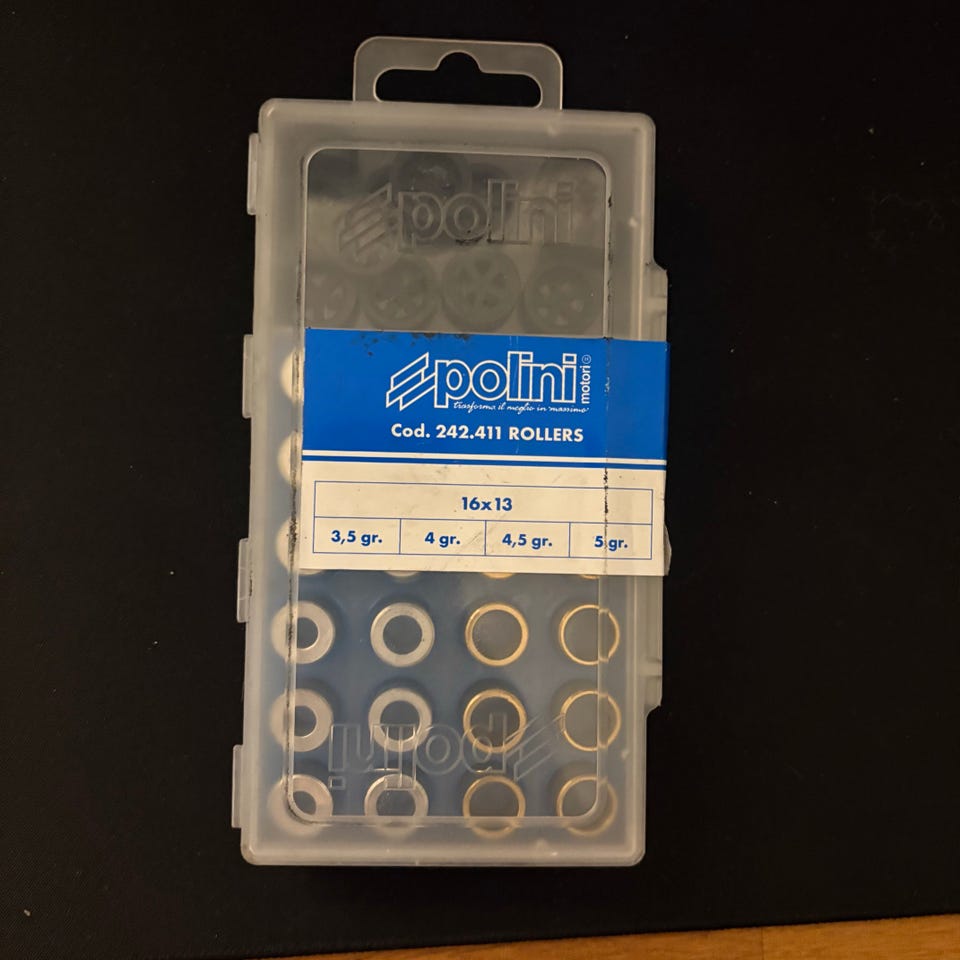 polini
polini motori
trasforma il meglio in massimo
Cod. 242.411 ROLLERS
16x13
3,5 gr. 4 gr. 4,5 gr. 5 gr.
polini